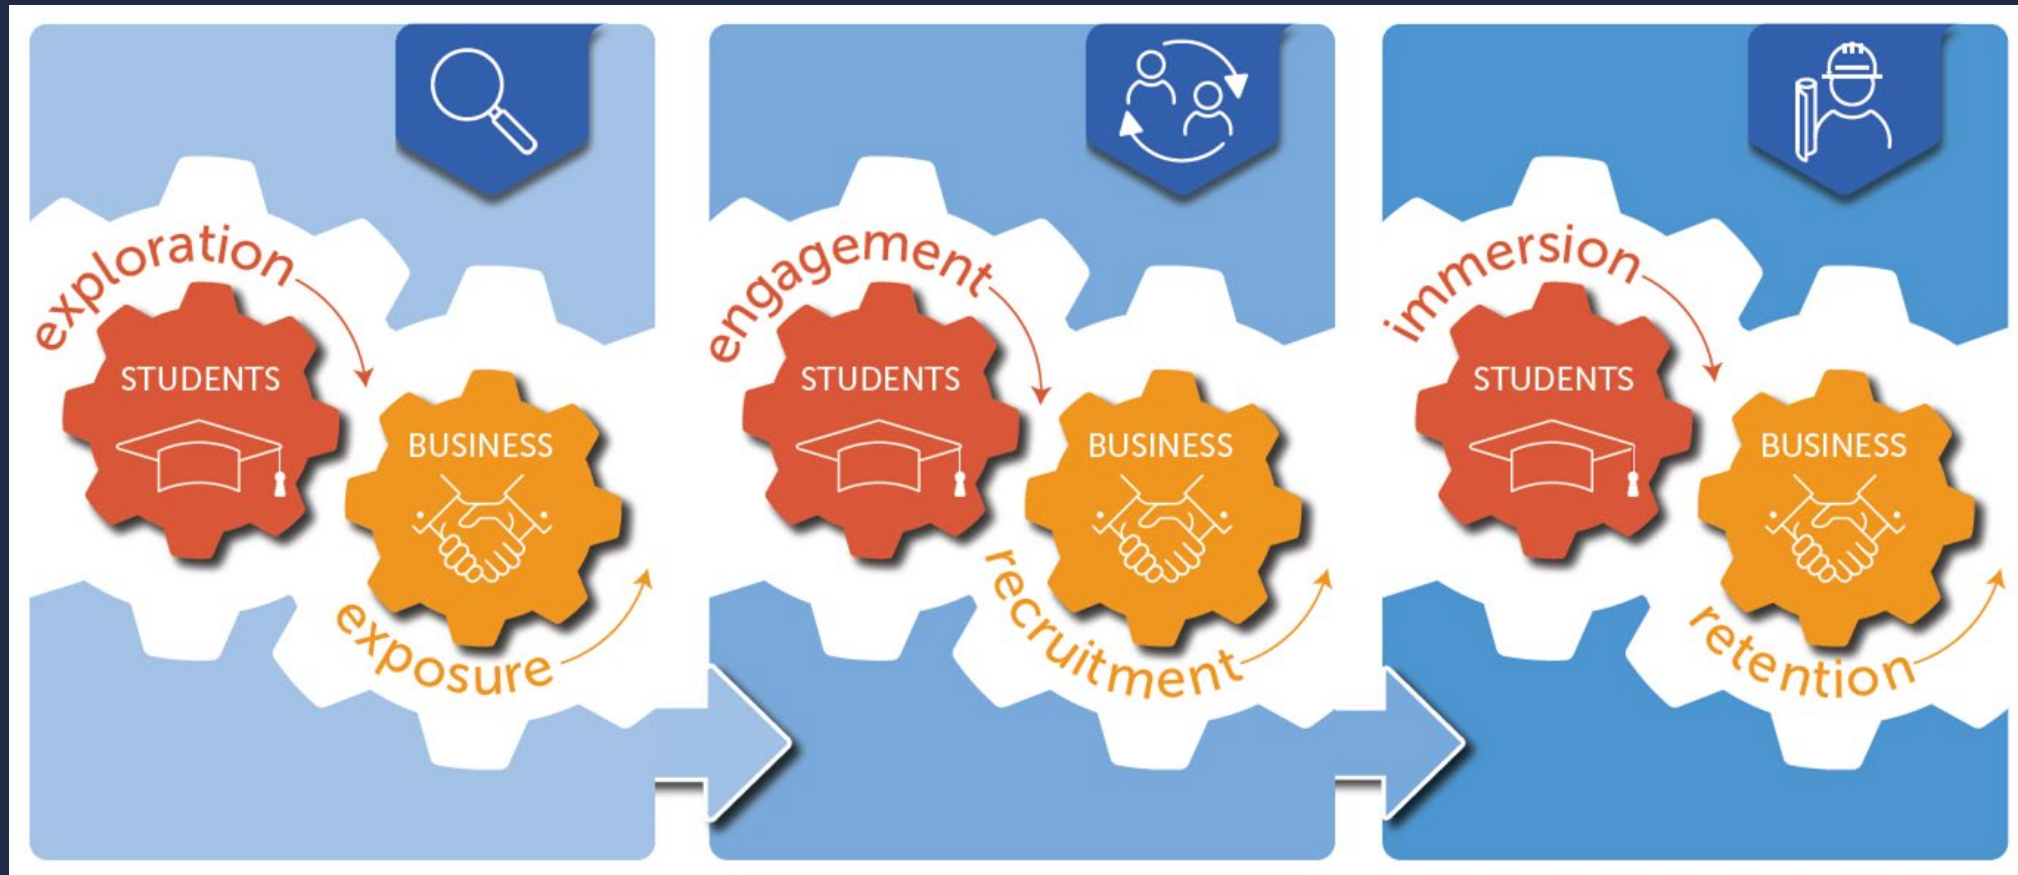 exploration
STUDENTS
BUSINESS
exposure
engagement
STUDENTS
BUSINESS
recruitment
immersion
STUDENTS
BUSINESS
retention